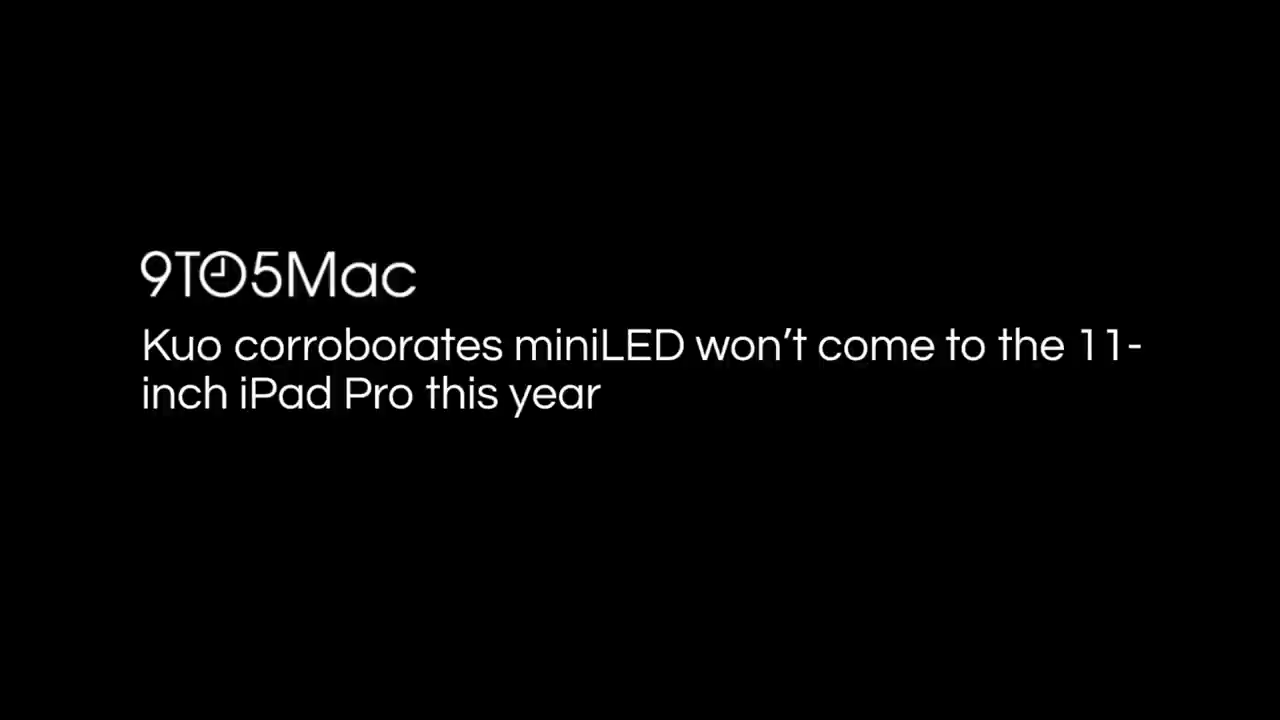 9TO5Mac
Kuo corroborates miniLED won’t come to the 11-
inch iPad Pro this year